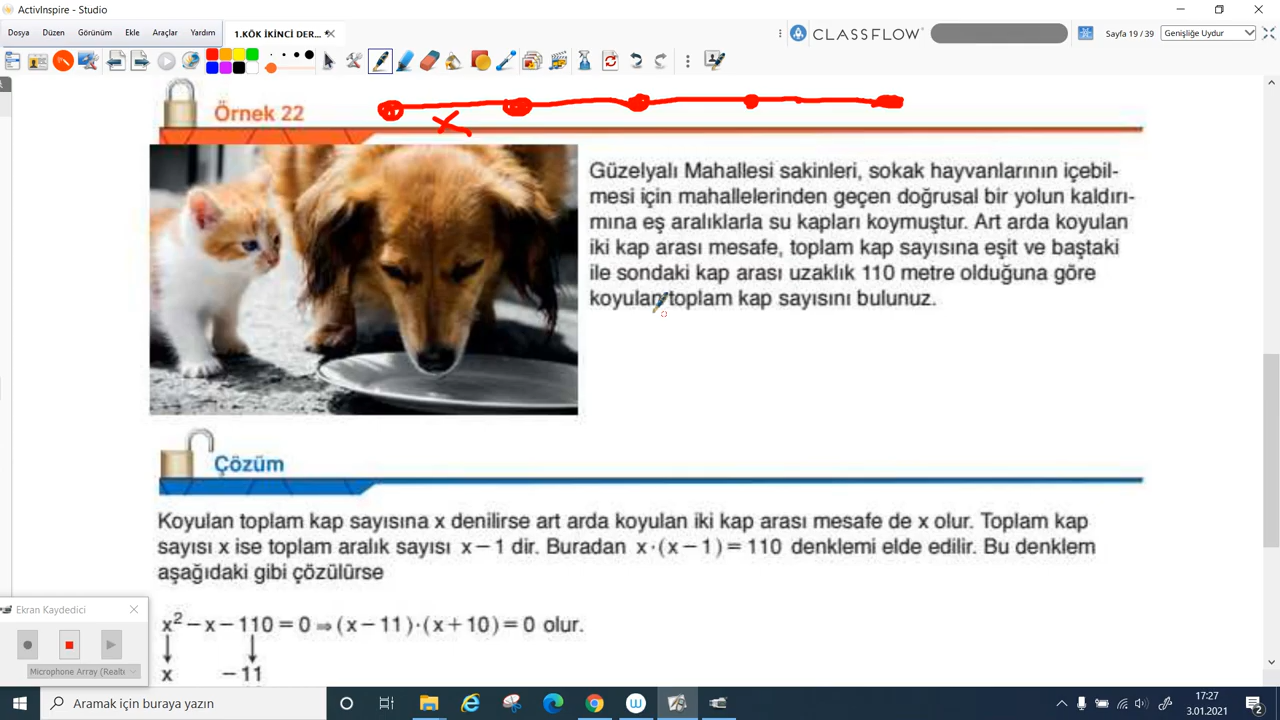 ActivInspire - Studio
Dosya Düzen Görünüm Ekle Araçlar Yardım
1.KÖK İKİNCİ DER...
CLASSFLOW
Sayfa 19 / 39
Genişliğe Uydur
Örnek 22
x
Güzelyalı Mahallesi sakinleri, sokak hayvanlarının içebil-
mesi için mahallelerinden geçen doğrusal bir yolun kaldırı-
mına eş aralıklarla su kapları koymuştur. Art arda koyulan
iki kap arası mesafe, toplam kap sayısına eşit ve baştaki
ile sondaki kap arası uzaklık 110 metre olduğuna göre
koyulan toplam kap sayısını bulunuz.
Çözüm
Koyulan toplam kap sayısına x denilirse art arda koyulan iki kap arası mesafe de x olur. Toplam kap
sayısı x ise toplam aralık sayısı x − 1 dir. Buradan x·(x − 1) = 110 denklemi elde edilir. Bu denklem
aşağıdaki gibi çözülürse
x² − x − 110 = 0 ⇒ (x − 11)·(x + 10) = 0 olur.
x −11
Ekran Kaydedici
Microphone Array (Realte
Aramak için buraya yazın
17:27
3.01.2021
2